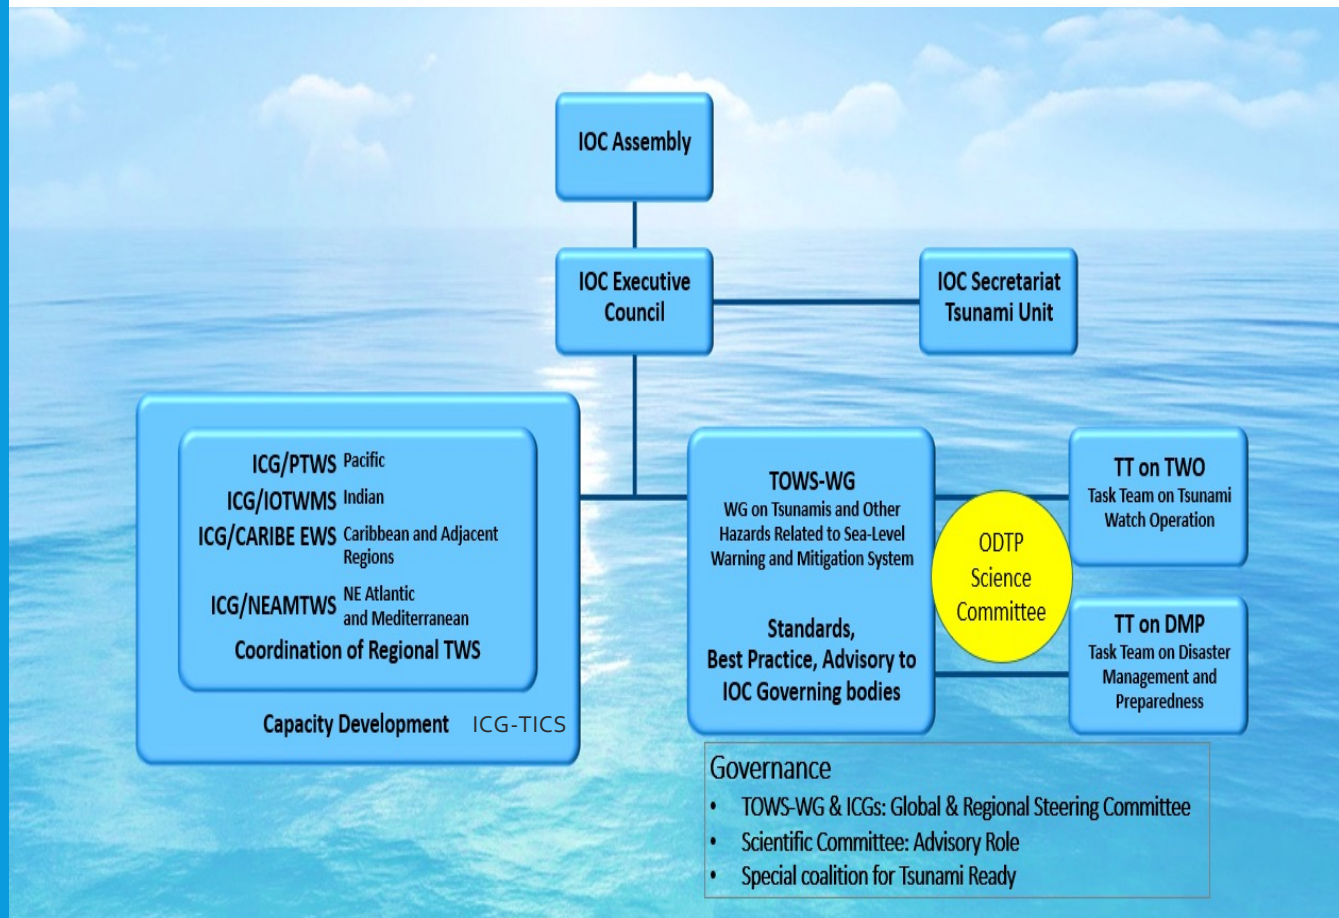 IOC Assembly
IOC Executive
Council
IOC Secretariat
Tsunami Unit
ICG/PTWS Pacific
ICG/IOTWMS Indian
ICG/CARIBE EWS Caribbean and Adjacent
Regions
ICG/NEAMTWS NE Atlantic
and Mediterranean
Coordination of Regional TWS
Capacity Development ICG-TICS
TOWS-WG
WG on Tsunamis and Other
Hazards Related to Sea-Level
Warning and Mitigation System
Standards,
Best Practice, Advisory to
IOC Governing bodies
ODTP
Science
Committee
TT on TWO
Task Team on Tsunami
Watch Operation
TT on DMP
Task Team on Disaster
Management and
Preparedness
Governance
• TOWS-WG & ICGs: Global & Regional Steering Committee
• Scientific Committee: Advisory Role
• Special coalition for Tsunami Ready